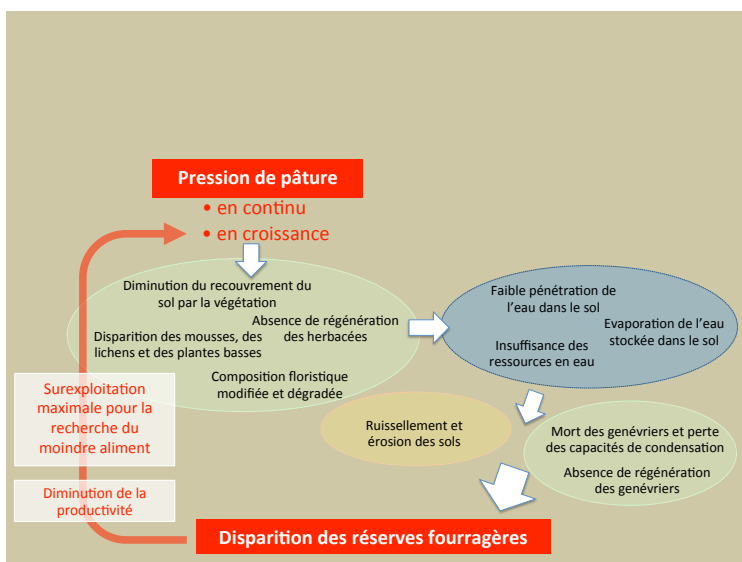 Pression de pâture
• en continu
• en croissance
Diminution du recouvrement du
sol par la végétation
Absence de régénération
des herbacées
Disparition des mousses, des
lichens et des plantes basses
Composition floristique
modifiée et dégradée
Faible pénétration de
l'eau dans le sol
Evaporation de l'eau
stockée dans le sol
Insuffisance des
ressources en eau
Surexploitation
maximale pour la
recherche du
moindre aliment
Ruissellement et
érosion des sols
Mort des genévriers et perte
des capacités de condensation
Absence de régénération
des genévriers
Diminution de la
productivité
Disparition des réserves fourragères